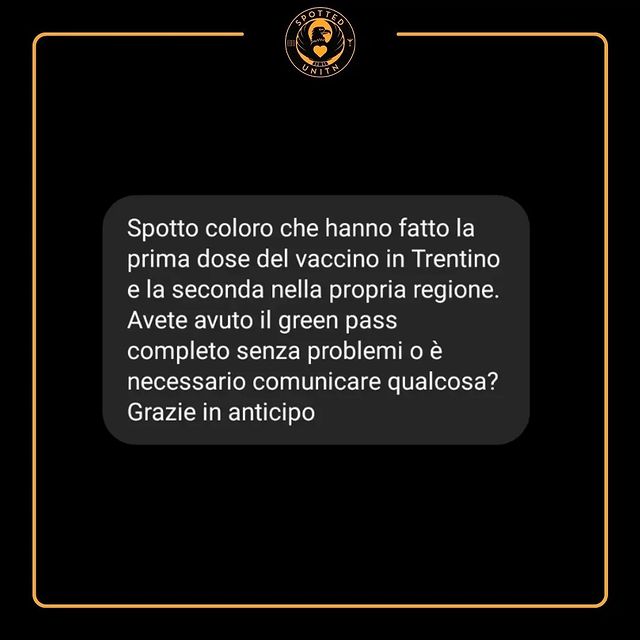 SPOTTED
UNITN
Spotto coloro che hanno fatto la
prima dose del vaccino in Trentino
e la seconda nella propria regione.
Avete avuto il green pass
completo senza problemi o è
necessario comunicare qualcosa?
Grazie in anticipo